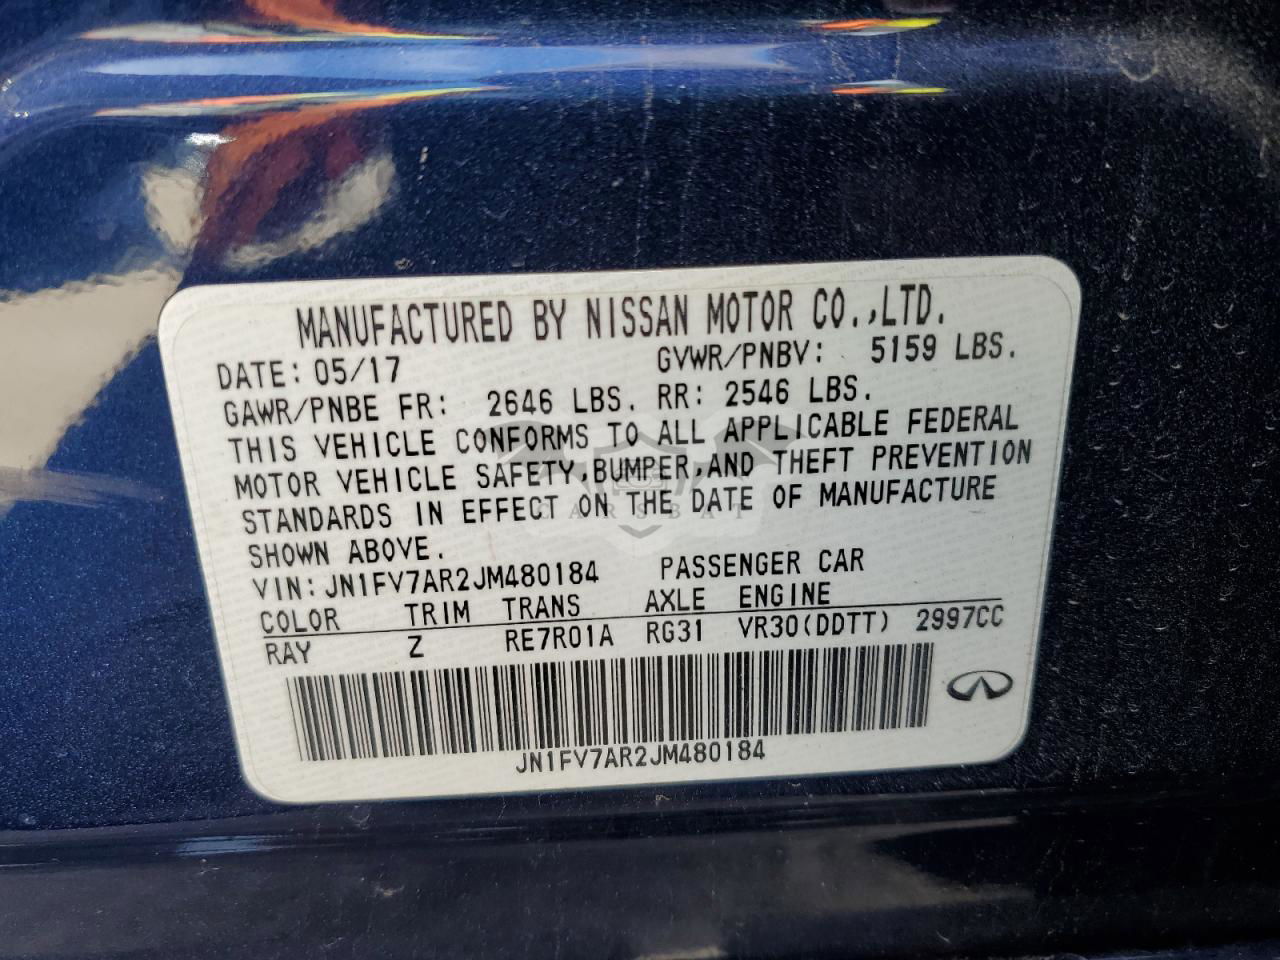 MANUFACTURED BY NISSAN MOTOR CO.,LTD.
DATE: 05/17 GVWR/PNBV: 5159 LBS.
GAWR/PNBE FR: 2646 LBS. RR: 2546 LBS.
THIS VEHICLE CONFORMS TO ALL APPLICABLE FEDERAL
MOTOR VEHICLE SAFETY,BUMPER,AND THEFT PREVENTION
STANDARDS IN EFFECT ON THE DATE OF MANUFACTURE
SHOWN ABOVE.
CARSBAT
VIN:JN1FV7AR2JM480184 PASSENGER CAR
COLOR TRIM TRANS AXLE ENGINE
RAY Z RE7R01A RG31 VR30(DDTT) 2997CC
JN1FV7AR2JM480184